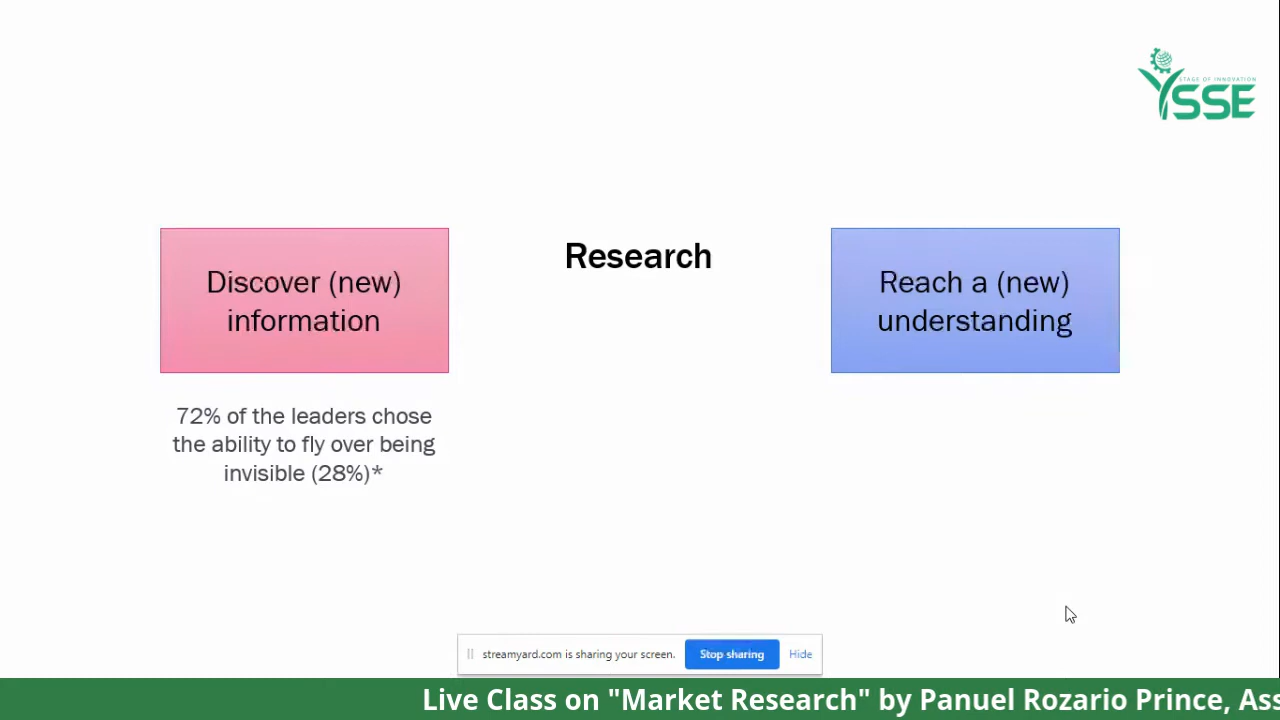 STAGE OF INNOVATION
YSSE
Research
Discover (new)
information
Reach a (new)
understanding
72% of the leaders chose
the ability to fly over being
invisible (28%)*
streamyard.com is sharing your screen.
Stop sharing
Hide
Live Class on "Market Research" by Panuel Rozario Prince, Ass